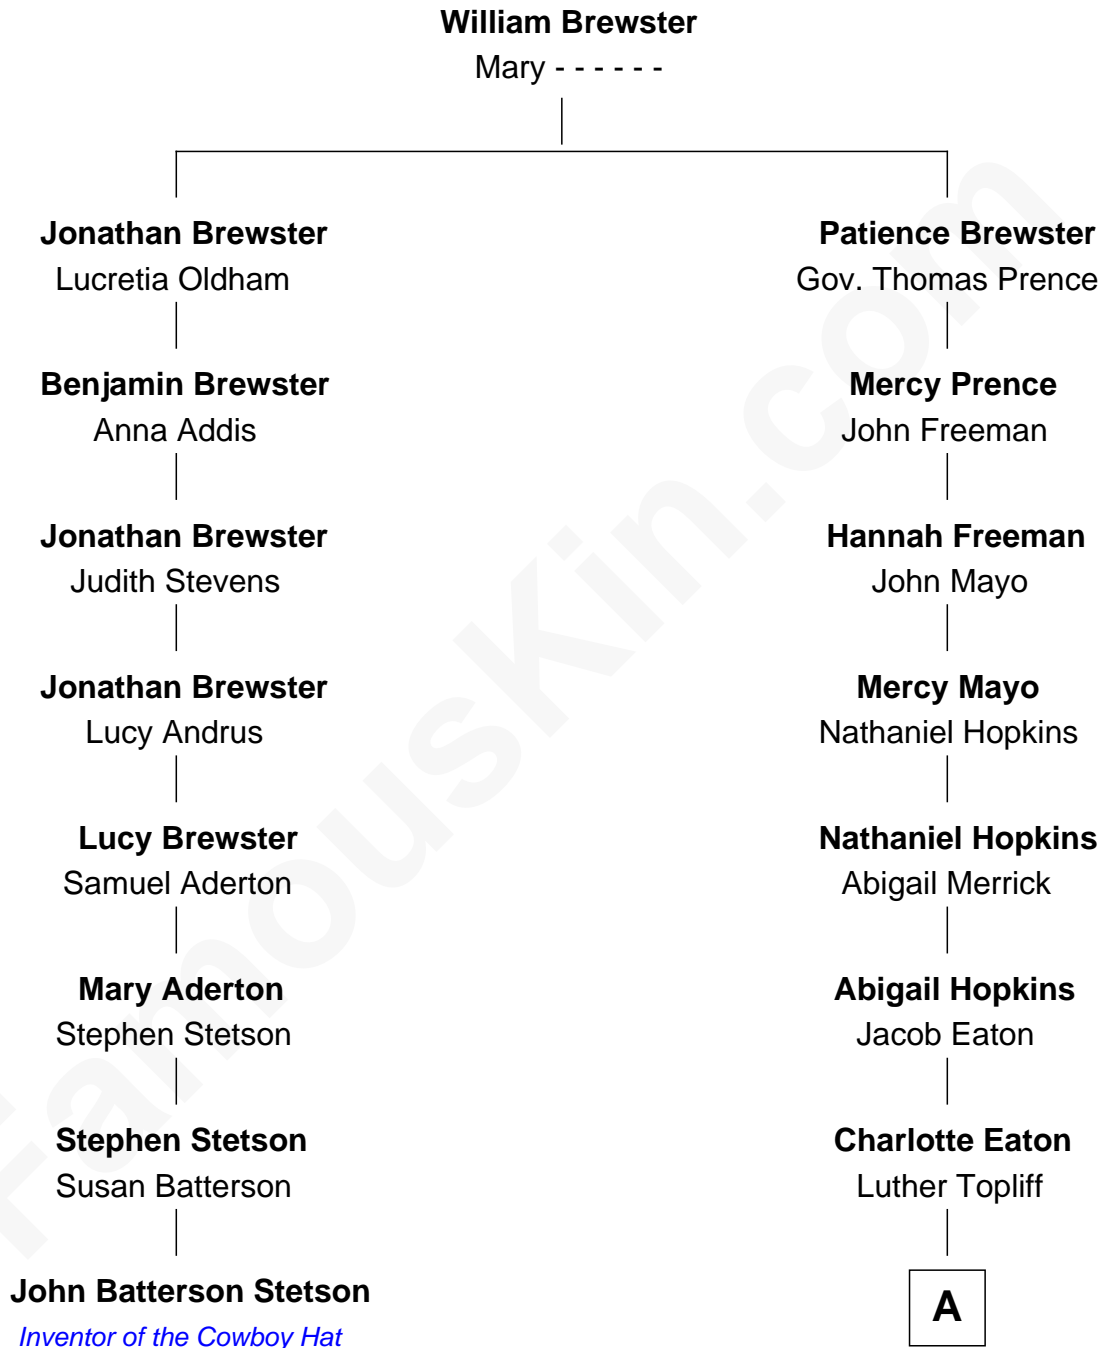 William Brewster
Mary - - - - - -
Jonathan Brewster
Lucretia Oldham
Patience Brewster
Gov. Thomas Prence
Benjamin Brewster
Anna Addis
Mercy Prence
John Freeman
Jonathan Brewster
Judith Stevens
Hannah Freeman
John Mayo
Jonathan Brewster
Lucy Andrus
Mercy Mayo
Nathaniel Hopkins
Lucy Brewster
Samuel Aderton
Nathaniel Hopkins
Abigail Merrick
Mary Aderton
Stephen Stetson
Abigail Hopkins
Jacob Eaton
Stephen Stetson
Susan Batterson
Charlotte Eaton
Luther Topliff
John Batterson Stetson
Inventor of the Cowboy Hat
A
FamousKin.com